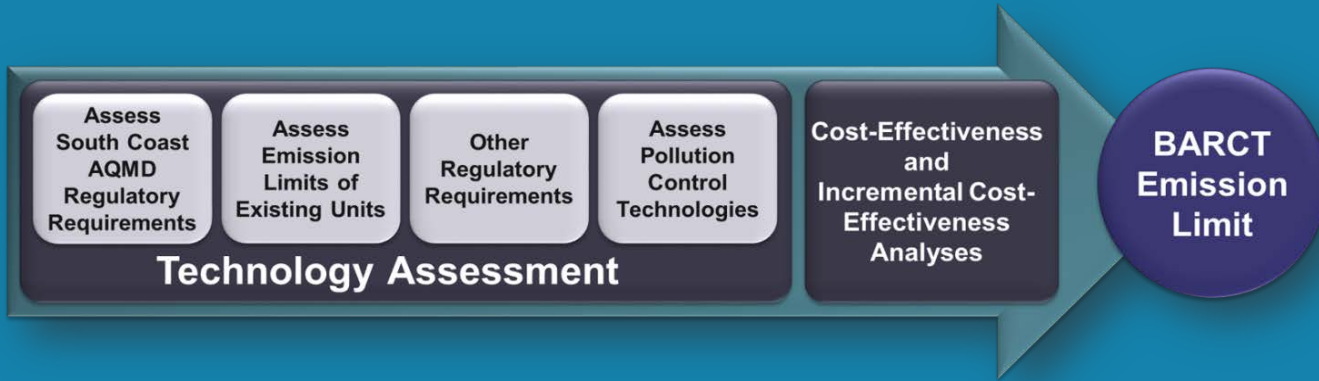 Assess
South Coast
AQMD
Regulatory
Requirements
Assess
Emission
Limits of
Existing Units
Other
Regulatory
Requirements
Assess
Pollution
Control
Technologies
Technology Assessment
Cost-Effectiveness
and
Incremental Cost-
Effectiveness
Analyses
BARCT
Emission
Limit